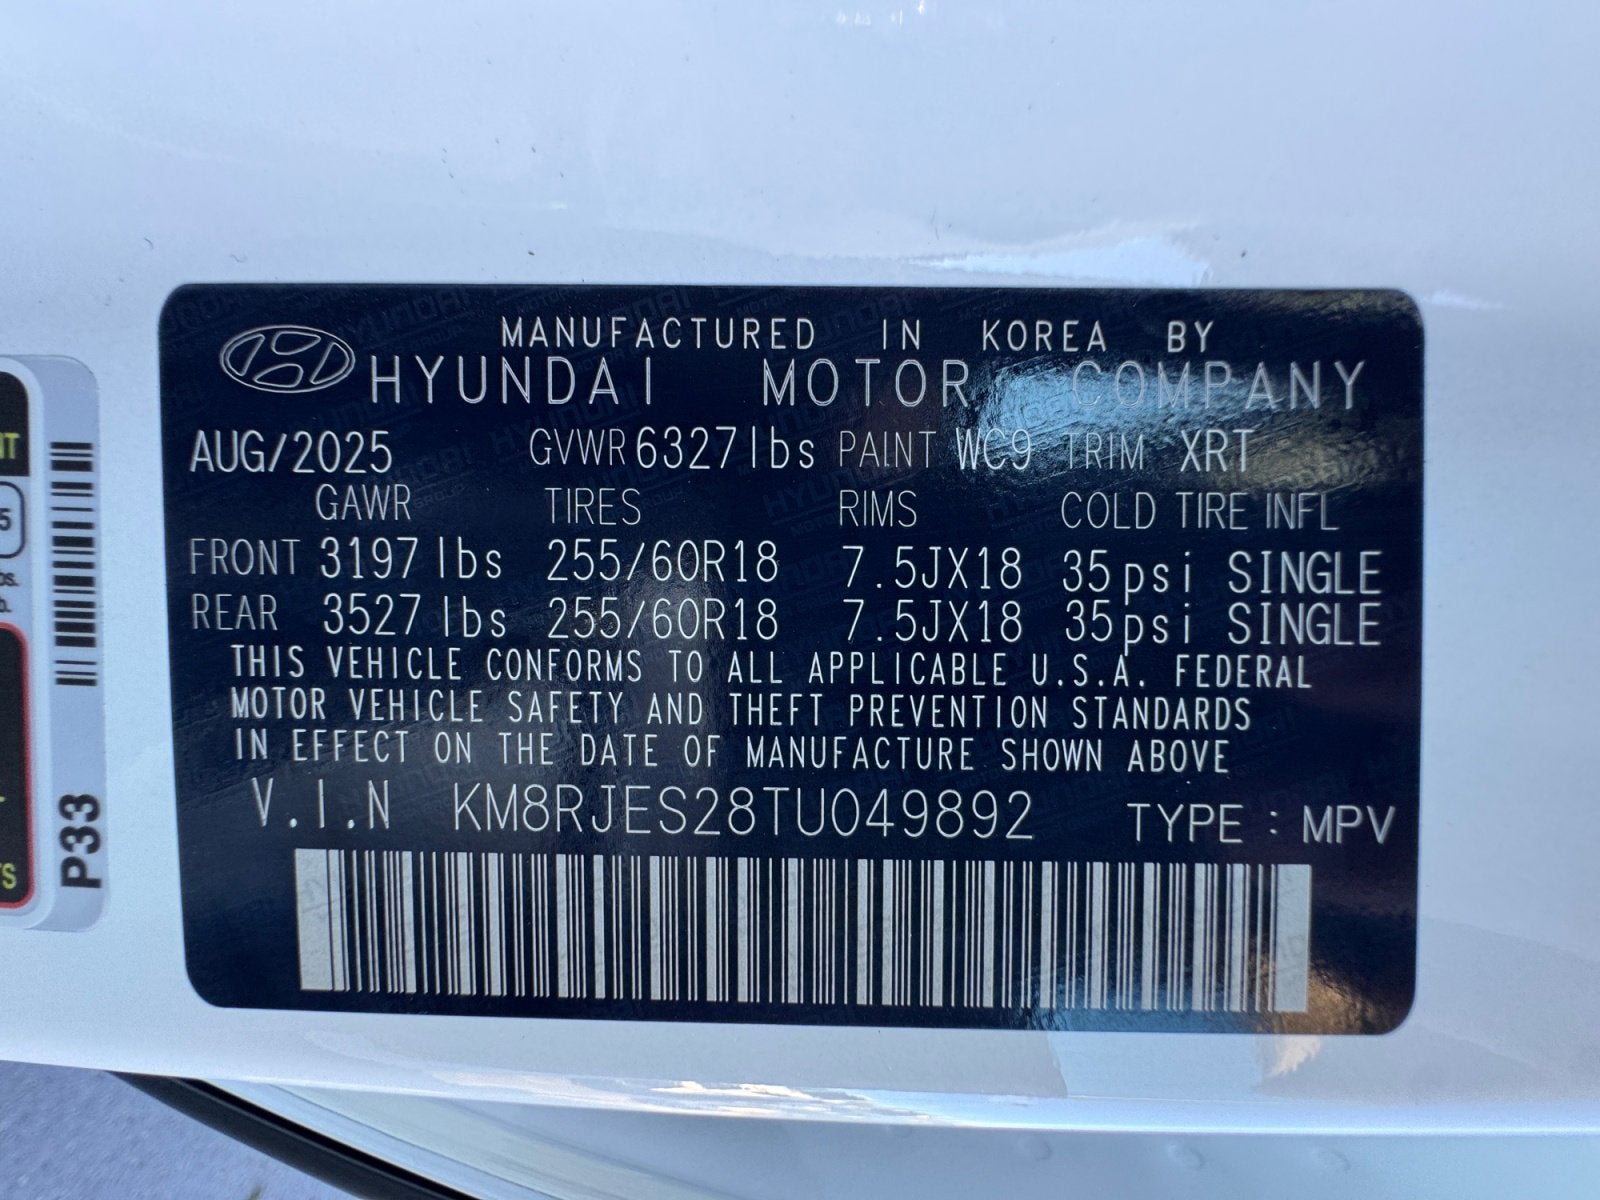 MANUFACTURED IN KOREA BY
HYUNDAI MOTOR COMPANY
AUG/2025 GVWR 6327lbs PAINT WC9 TRIM XRT
GAWR TIRES RIMS COLD TIRE INFL
FRONT 3197 lbs 255/60R18 7.5JX18 35psi SINGLE
REAR 3527 lbs 255/60R18 7.5JX18 35psi SINGLE
THIS VEHICLE CONFORMS TO ALL APPLICABLE U.S.A. FEDERAL
MOTOR VEHICLE SAFETY AND THEFT PREVENTION STANDARDS
IN EFFECT ON THE DATE OF MANUFACTURE SHOWN ABOVE
V.I.N KM8RJES28TU049892 TYPE : MPV
P33